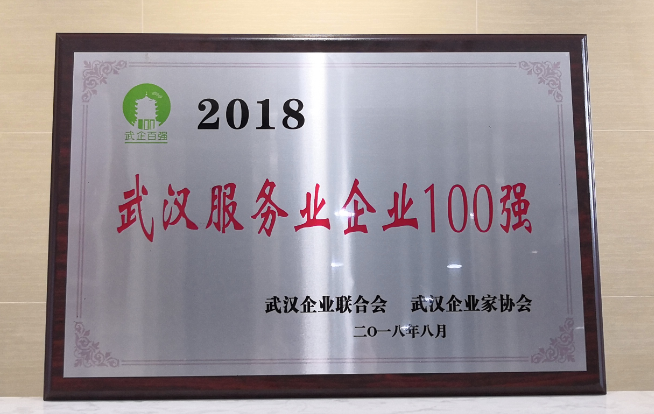 2018
武企百强
武汉服务业企业100强
武汉企业联合会 武汉企业家协会
二〇一八年八月